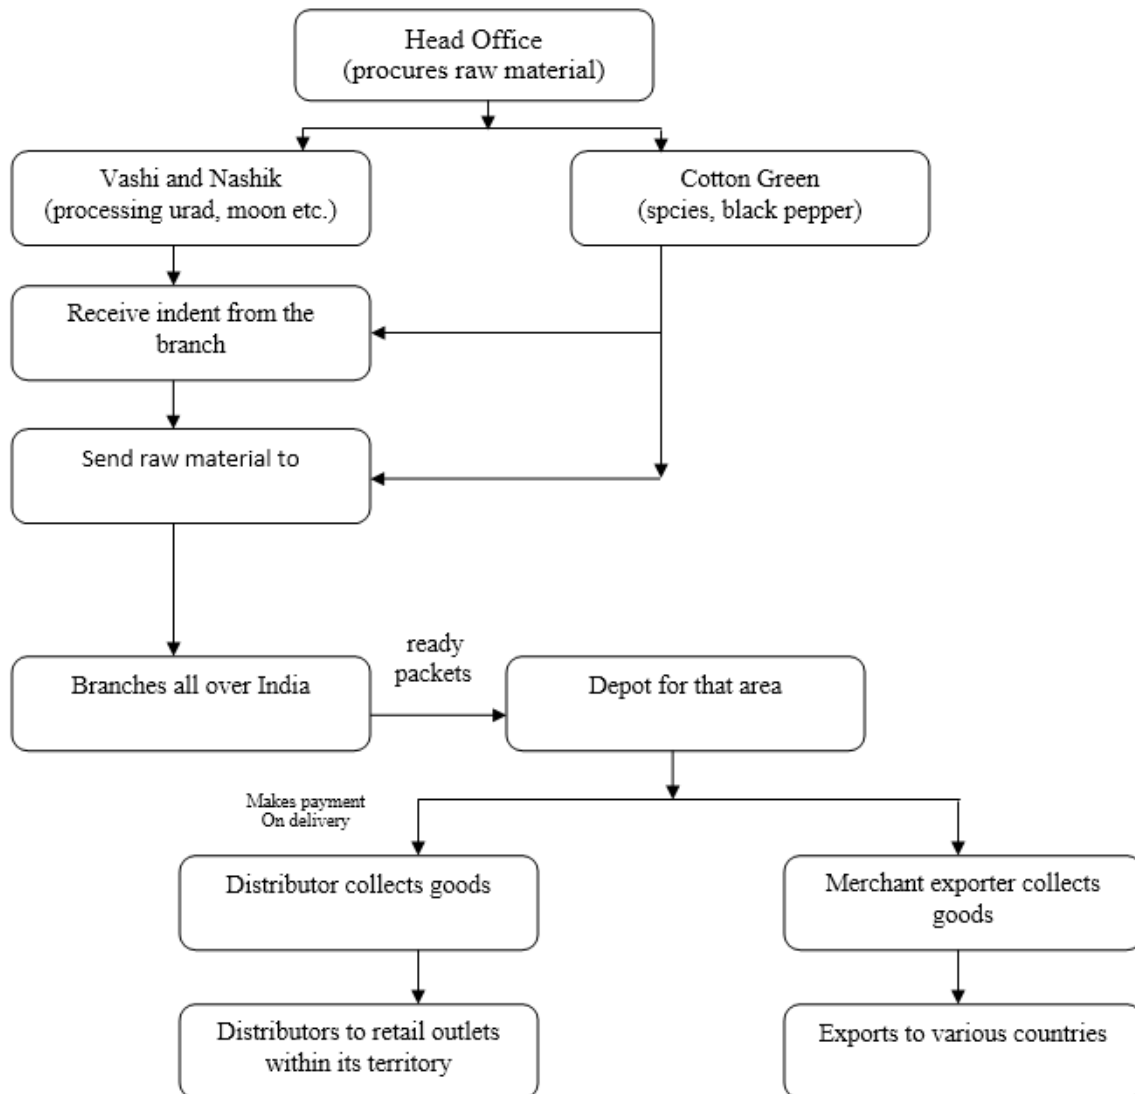 Head Office
(procures raw material)
Vashi and Nashik
(processing urad, moon etc.)
Cotton Green
(spcies, black pepper)
Receive indent from the
branch
Send raw material to
Branches all over India
ready
packets
Depot for that area
Makes payment
On delivery
Distributor collects goods
Merchant exporter collects
goods
Distributors to retail outlets
within its territory
Exports to various countries